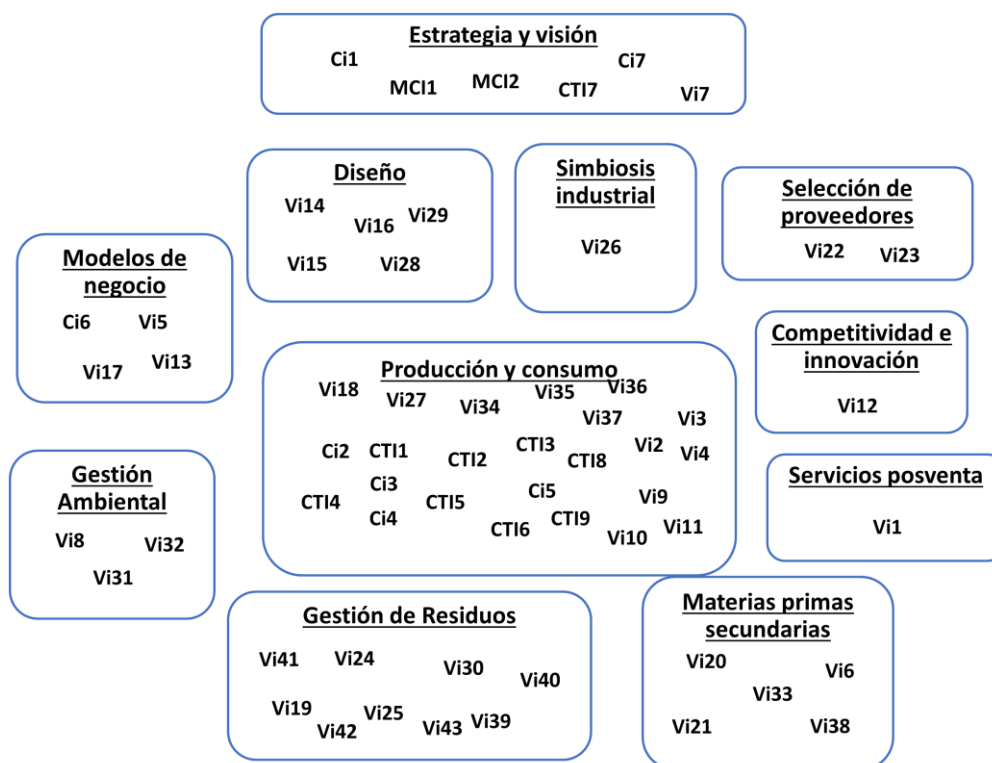 Estrategia y visión
Ci1
Ci7
MCI1
MCI2
CTI7
Vi7
Diseño
Vi14
Vi16
Vi29
Vi15
Vi28
Simbiosis
industrial
Vi26
Selección de
proveedores
Vi22
Vi23
Modelos de
negocio
Ci6
Vi5
Vi17
Vi13
Producción y consumo
Vi18
Vi27
Vi34
Vi35
Vi36
Vi37
Vi3
Ci2
CTI1
CTI2
CTI3
CTI8
Vi2
Vi4
Ci3
CTI4
Ci4
CTI5
Ci5
CTI6
CTI9
Vi9
Vi10
Vi11
Competitividad e
innovación
Vi12
Gestión
Ambiental
Vi8
Vi32
Vi31
Servicios posventa
Vi1
Gestión de Residuos
Vi41
Vi24
Vi30
Vi40
Vi19
Vi42
Vi25
Vi43
Vi39
Materias primas
secundarias
Vi20
Vi6
Vi33
Vi21
Vi38